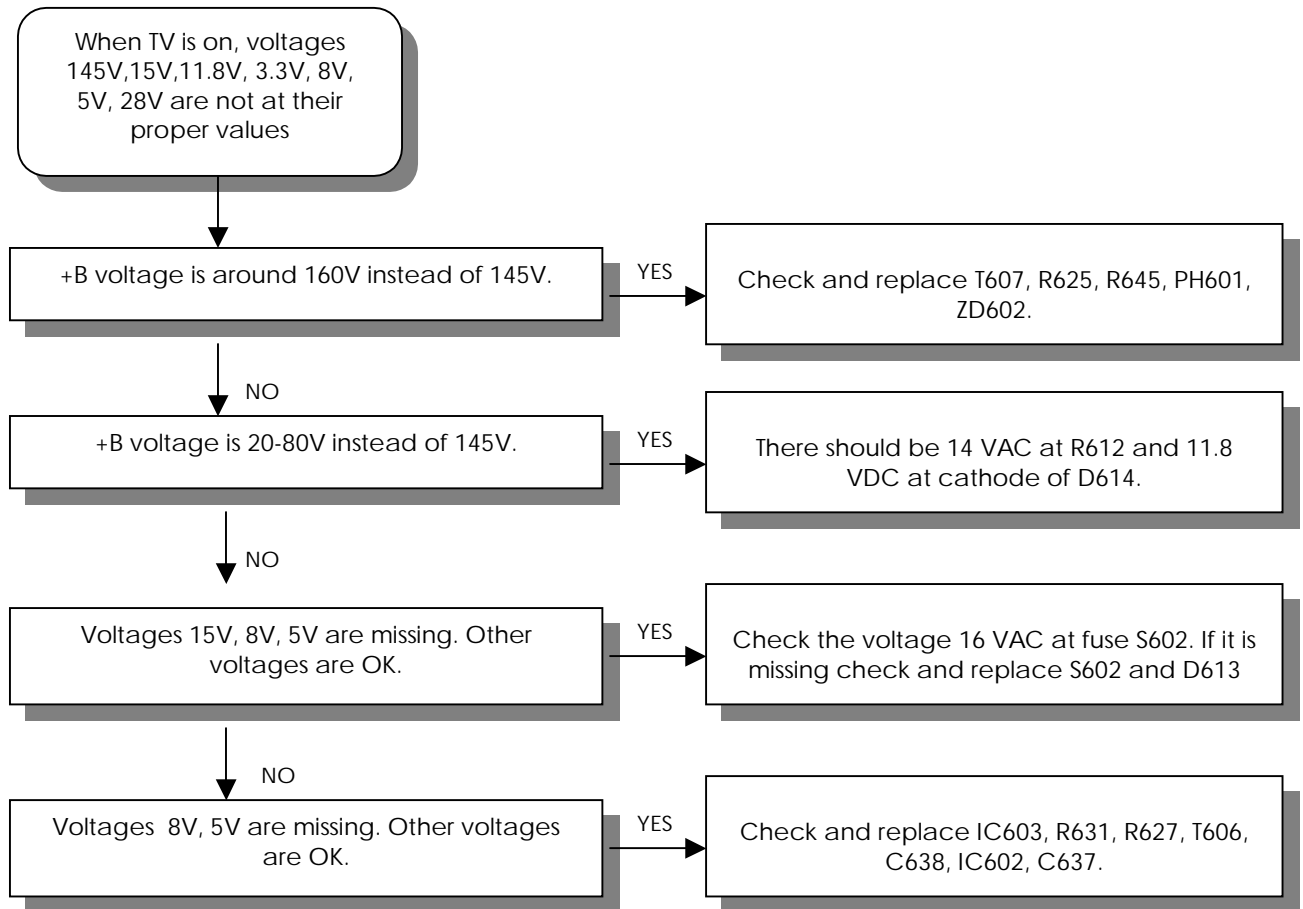 When TV is on, voltages
145V,15V,11.8V, 3.3V, 8V,
5V, 28V are not at their
proper values
+B voltage is around 160V instead of 145V.
YES
Check and replace T607, R625, R645, PH601,
ZD602.
NO
+B voltage is 20-80V instead of 145V.
YES
There should be 14 VAC at R612 and 11.8
VDC at cathode of D614.
NO
Voltages 15V, 8V, 5V are missing. Other
voltages are OK.
YES
Check the voltage 16 VAC at fuse S602. If it is
missing check and replace S602 and D613
NO
Voltages  8V, 5V are missing. Other voltages
are OK.
YES
Check and replace IC603, R631, R627, T606,
C638, IC602, C637.